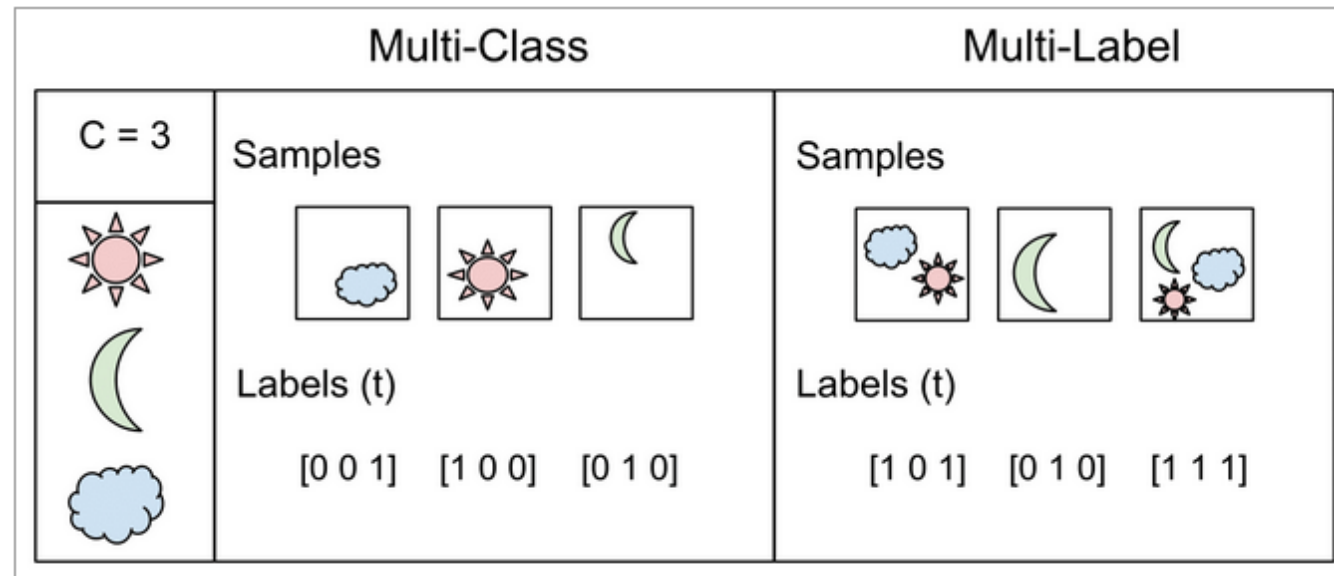 Multi-Class
Multi-Label
C = 3
Samples
Samples
Labels (t)
Labels (t)
[0 0 1] [1 0 0] [0 1 0]
[1 0 1] [0 1 0] [1 1 1]